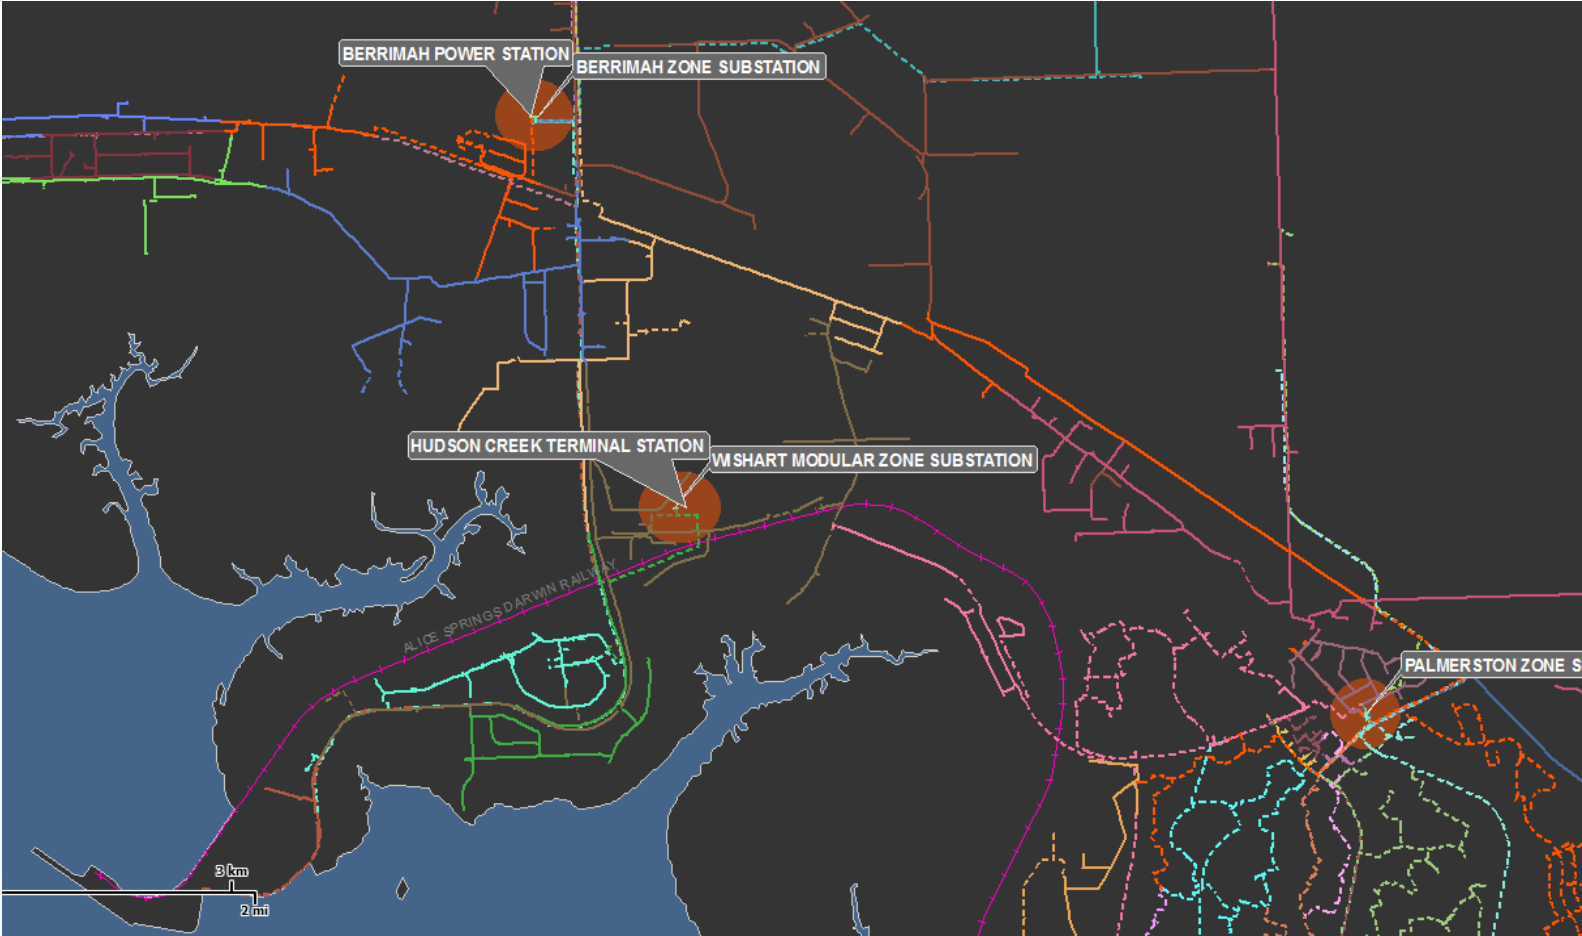 BERRIMAH POWER STATION
BERRIMAH ZONE SUBSTATION
HUDSON CREEK TERMINAL STATION
WISHART MODULAR ZONE SUBSTATION
ALICE SPRINGS DARWIN RAILWAY
PALMERSTON ZONE S
3 km
2 mi